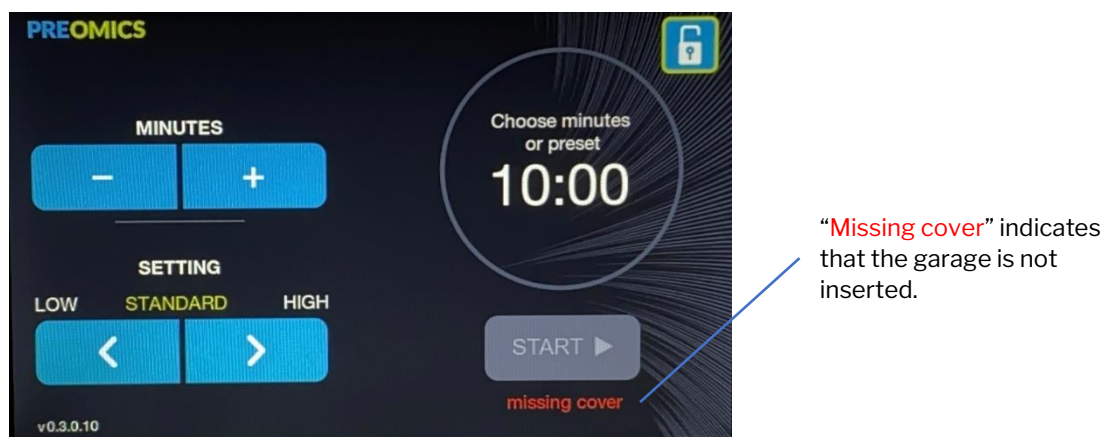 PREOMICS
MINUTES
− +
SETTING
LOW STANDARD HIGH
< >
v0.3.0.10
Choose minutes
or preset
10:00
START ▶
missing cover
“Missing cover” indicates
that the garage is not
inserted.